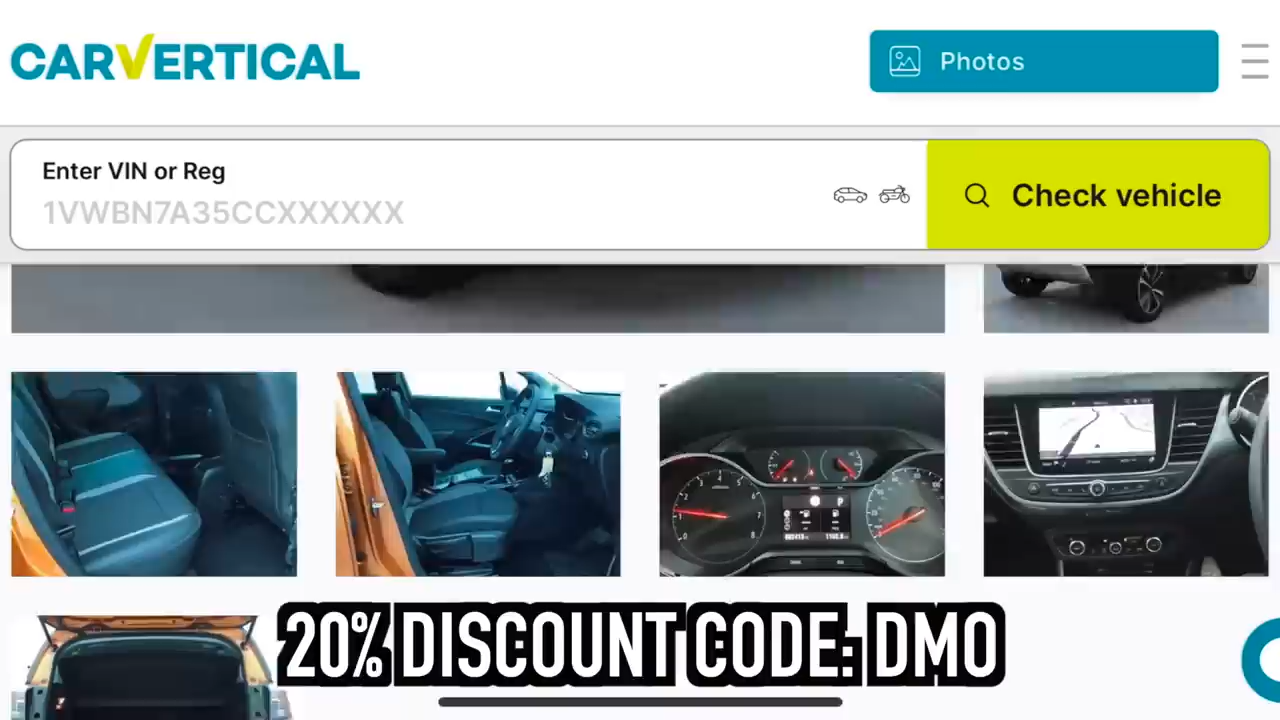 CARVERTICAL
Photos
Enter VIN or Reg
1VWBN7A35CCXXXXXX
Check vehicle
20% DISCOUNT CODE: DMO